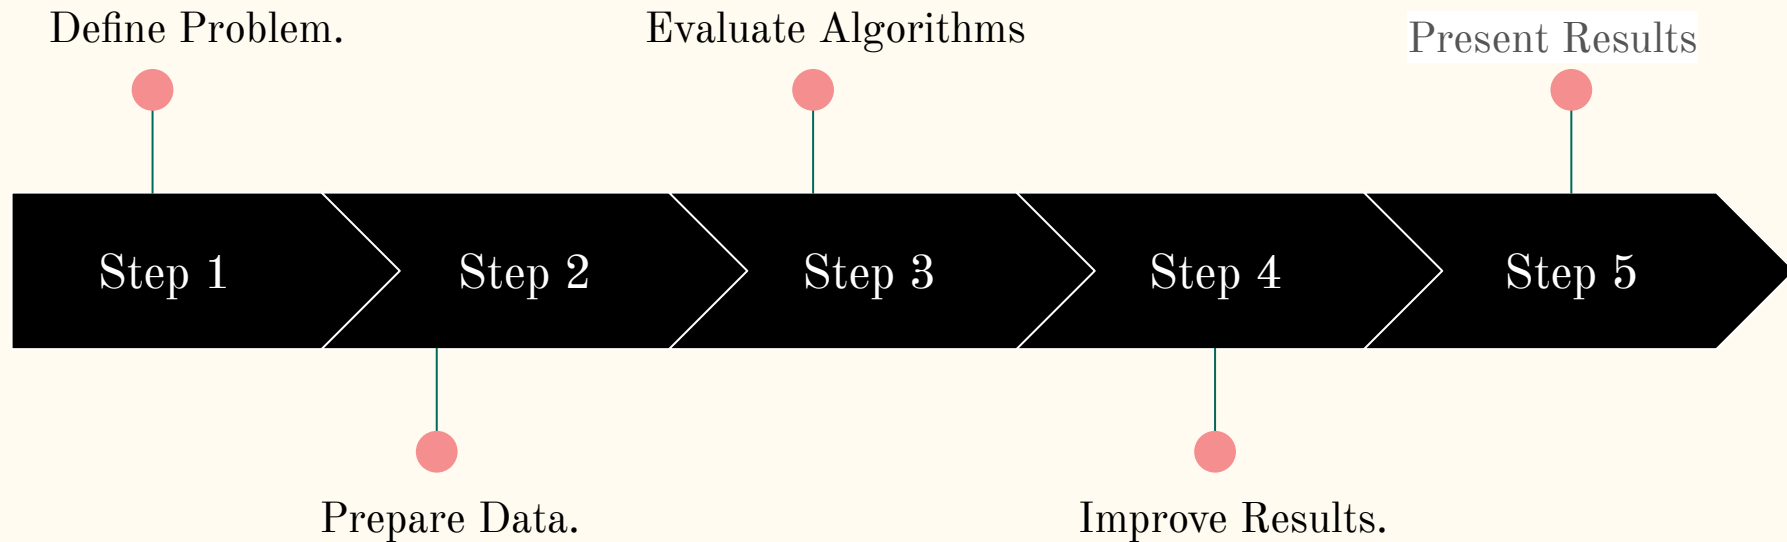 Define Problem.
Evaluate Algorithms
Present Results
Step 1
Step 2
Step 3
Step 4
Step 5
Prepare Data.
Improve Results.